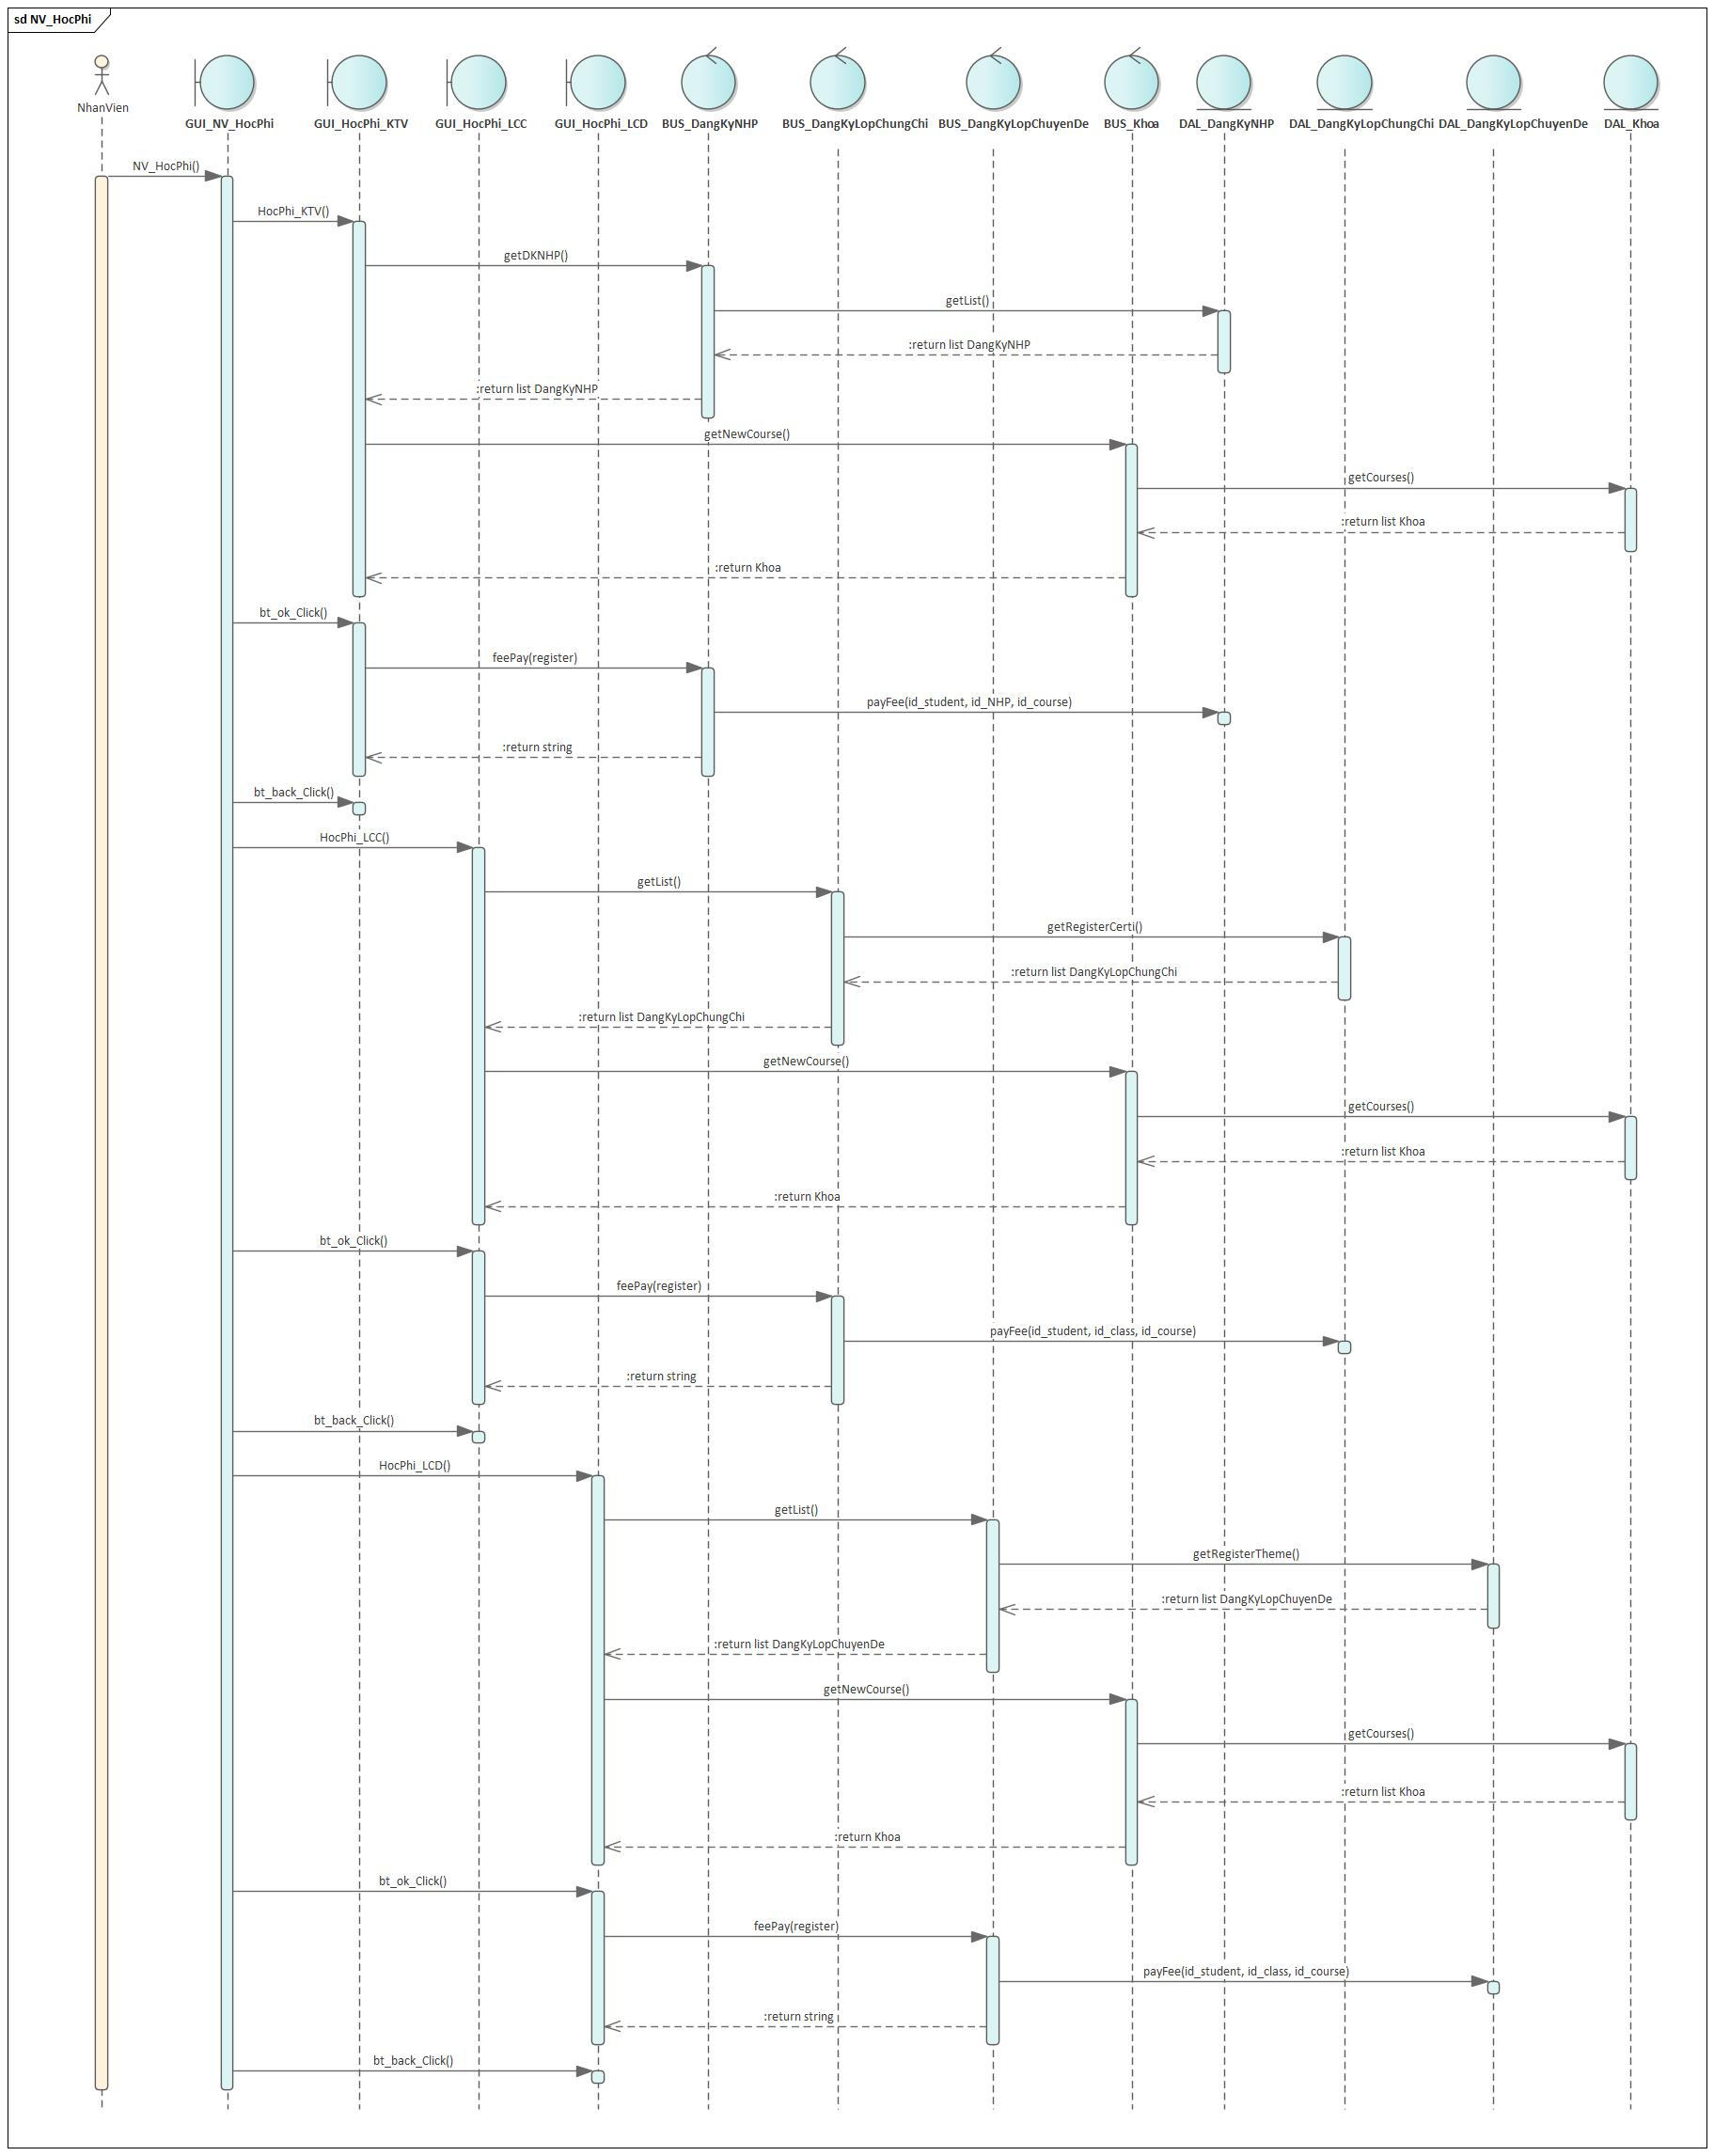 sd NV_HocPhi
NhanVien
GUI_NV_HocPhi
GUI_HocPhi_KTV
GUI_HocPhi_LCC
GUI_HocPhi_LCD
BUS_DangKyNHP
BUS_DangKyLopChungChi
BUS_DangKyLopChuyenDe
BUS_Khoa
DAL_DangKyNHP
DAL_DangKyLopChungChi
DAL_DangKyLopChuyenDe
DAL_Khoa
NV_HocPhi()
HocPhi_KTV()
getDKNHP()
getList()
:return list DangKyNHP
:return list DangKyNHP
getNewCourse()
getCourses()
:return list Khoa
:return Khoa
bt_ok_Click()
feePay(register)
payFee(id_student, id_NHP, id_course)
:return string
bt_back_Click()
HocPhi_LCC()
getList()
getRegisterCerti()
:return list DangKyLopChungChi
:return list DangKyLopChungChi
getNewCourse()
getCourses()
:return list Khoa
:return Khoa
bt_ok_Click()
feePay(register)
payFee(id_student, id_class, id_course)
:return string
bt_back_Click()
HocPhi_LCD()
getList()
getRegisterTheme()
:return list DangKyLopChuyenDe
:return list DangKyLopChuyenDe
getNewCourse()
getCourses()
:return list Khoa
:return Khoa
bt_ok_Click()
feePay(register)
payFee(id_student, id_class, id_course)
:return string
bt_back_Click()